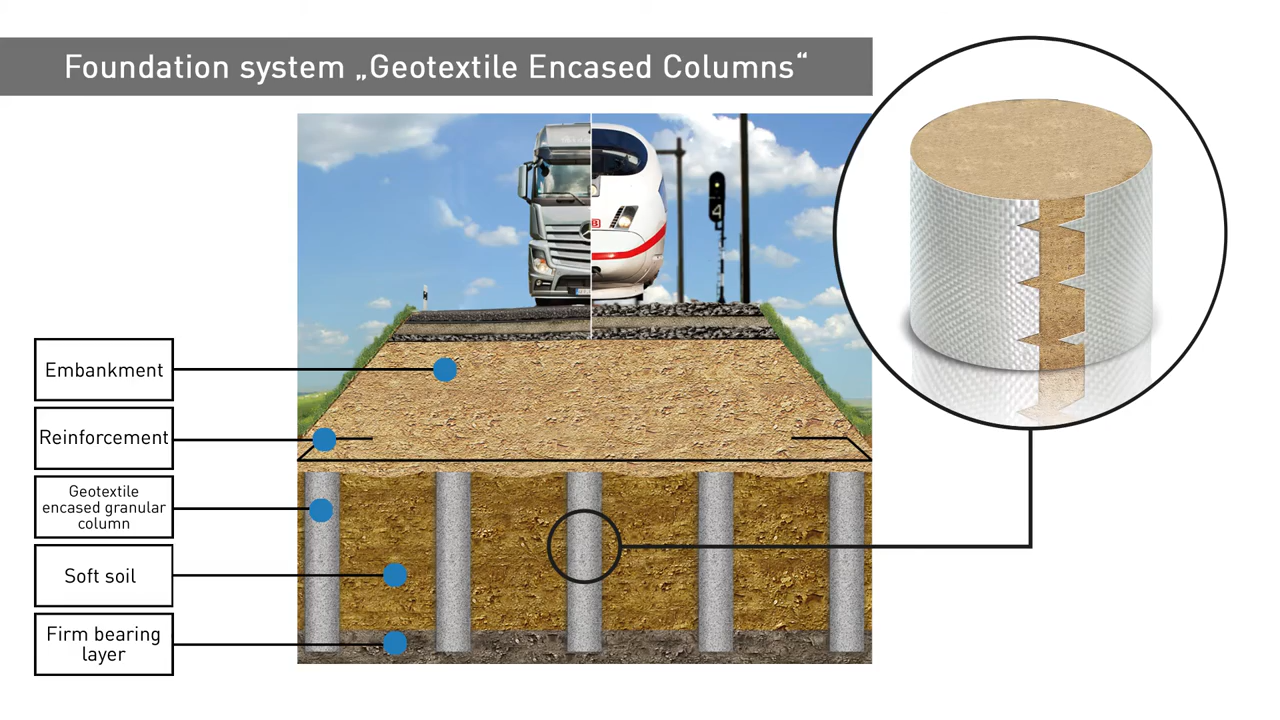 Foundation system „Geotextile Encased Columns“
4
Embankment
Reinforcement
Geotextile
encased granular
column
Soft soil
Firm bearing
layer